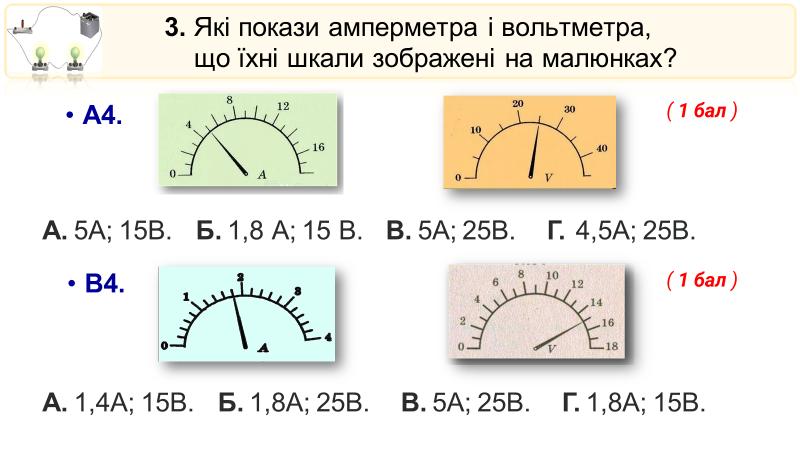 3. Які покази амперметра і вольтметра,
що їхні шкали зображені на малюнках?
• А4.
0 4 8 12 16 A
0 10 20 30 40 V
( 1 бал )
А. 5А; 15В. Б. 1,8 А; 15 В. В. 5А; 25В. Г. 4,5А; 25В.
• В4.
0 1 2 3 4 A
0 2 4 6 8 10 12 14 16 18 V
( 1 бал )
А. 1,4А; 15В. Б. 1,8А; 25В. В. 5А; 25В. Г. 1,8А; 15В.